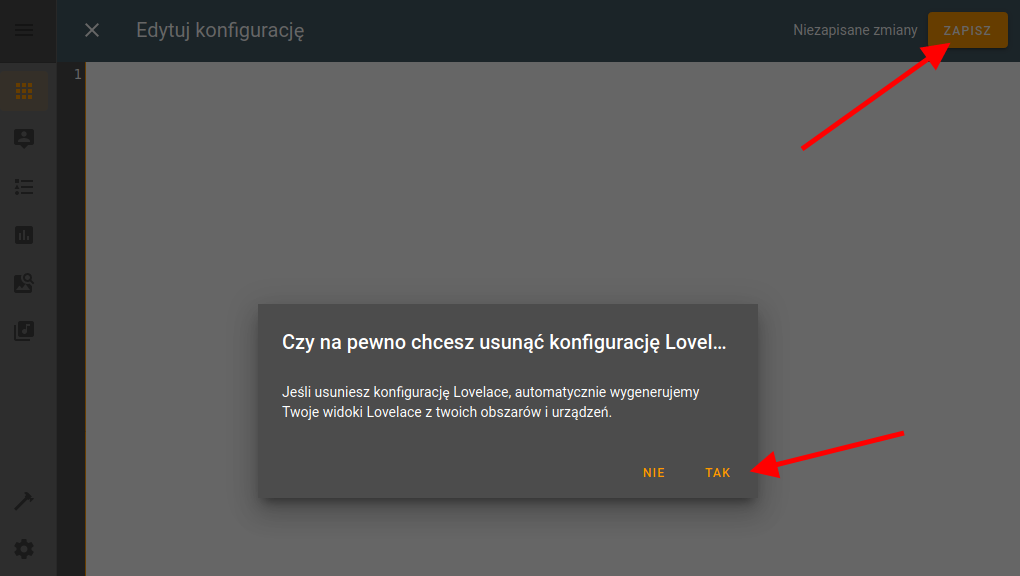 Edytuj konfigurację
Niezapisane zmiany
ZAPISZ
1
Czy na pewno chcesz usunąć konfigurację Lovel...
Jeśli usuniesz konfigurację Lovelace, automatycznie wygenerujemy
Twoje widoki Lovelace z twoich obszarów i urządzeń.
NIE
TAK